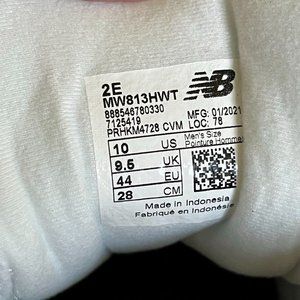 2E
MW813HWT
888546780330
7125419
PRHKM4728 CVM
NB
MFG: 01/2021
LOC: 78
10 US
9.5 UK
44 EU
28 CM
Men's Size
Pointure Homme
Made in Indonesia
Fabriqué en Indonésie